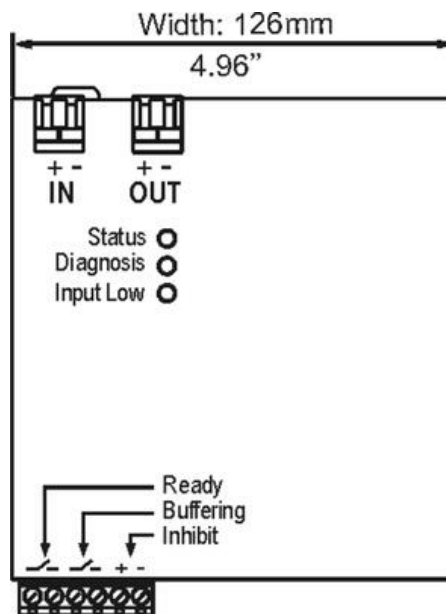 Width: 126mm
4.96”
+ - + -
IN OUT
Status
Diagnosis
Input Low
Ready
Buffering
Inhibit
+ -